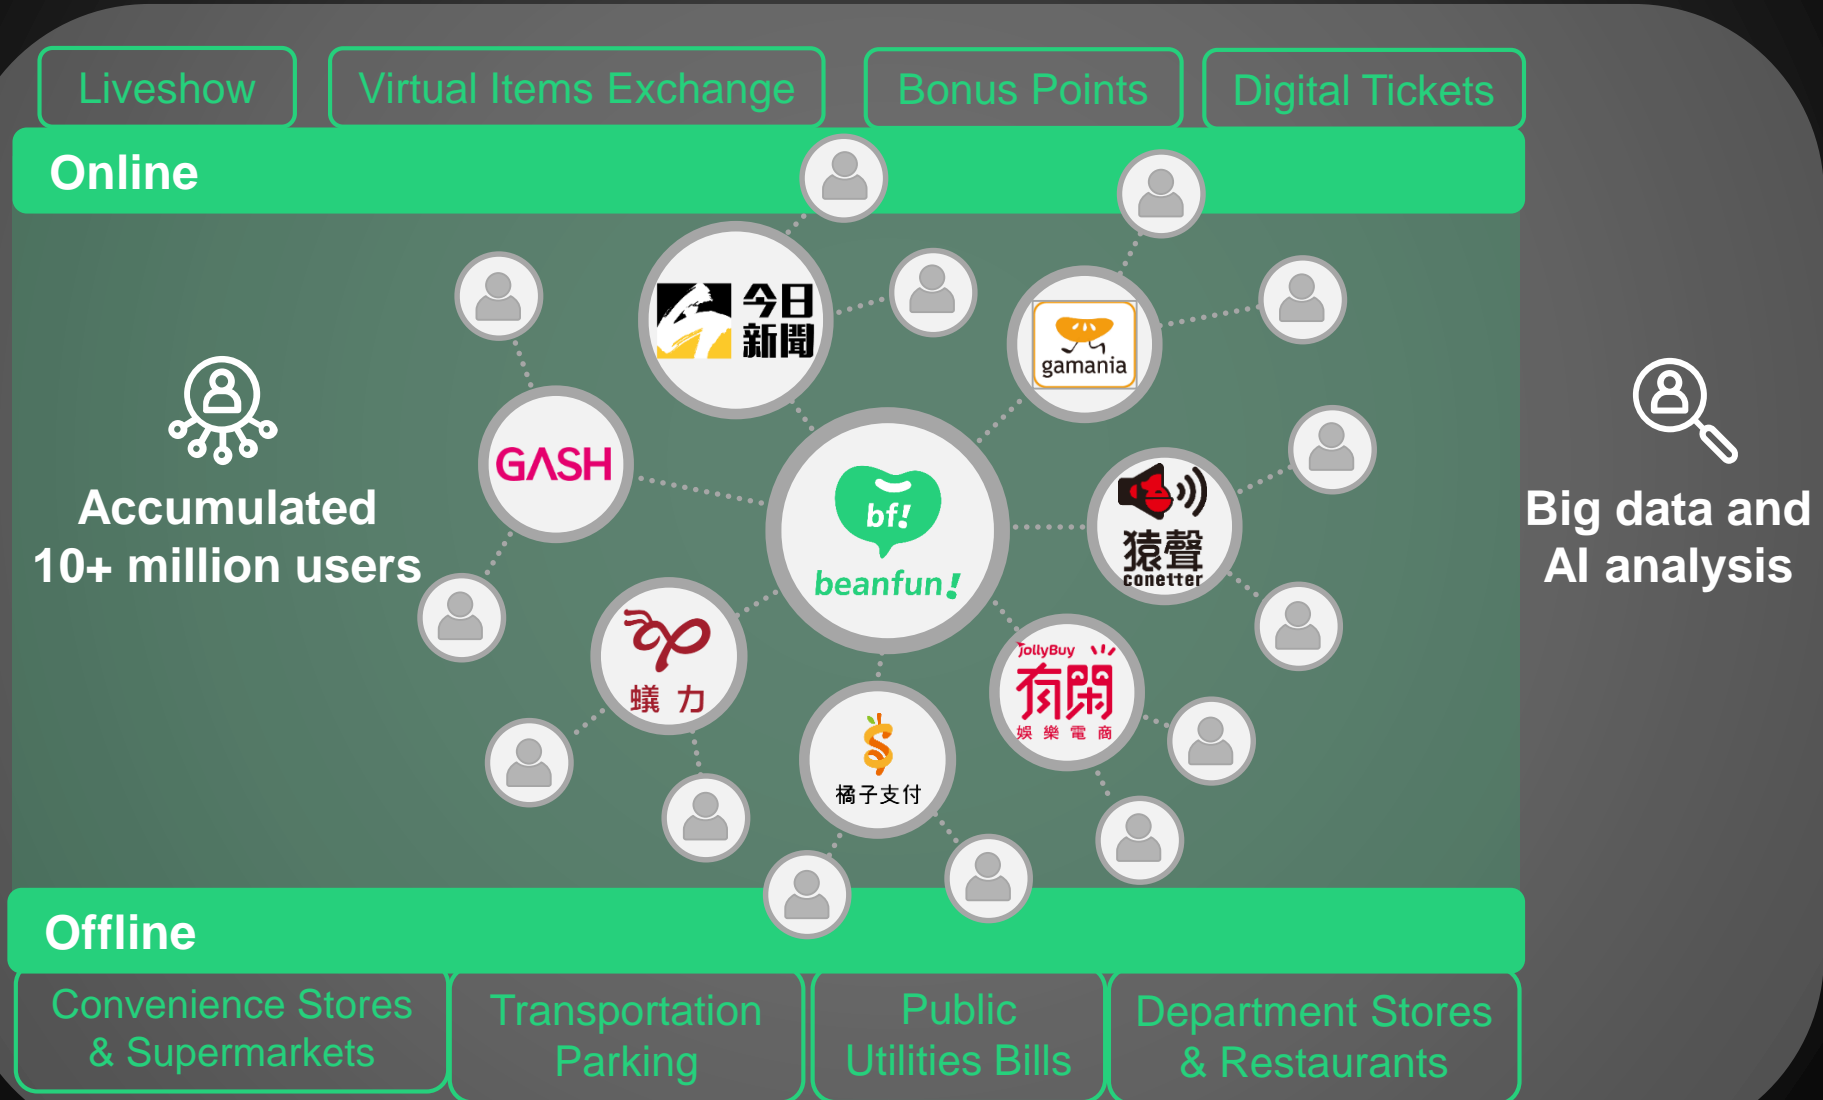 Liveshow
Virtual Items Exchange
Bonus Points
Digital Tickets
Online
今日
新聞
gamania
GASH
bf!
beanfun!
猿聲
conetter
Accumulated
10+ million users
Big data and
AI analysis
蟻力
jollyBuy
有閑
娛樂電商
橘子支付
Offline
Convenience Stores
& Supermarkets
Transportation
Parking
Public
Utilities Bills
Department Stores
& Restaurants